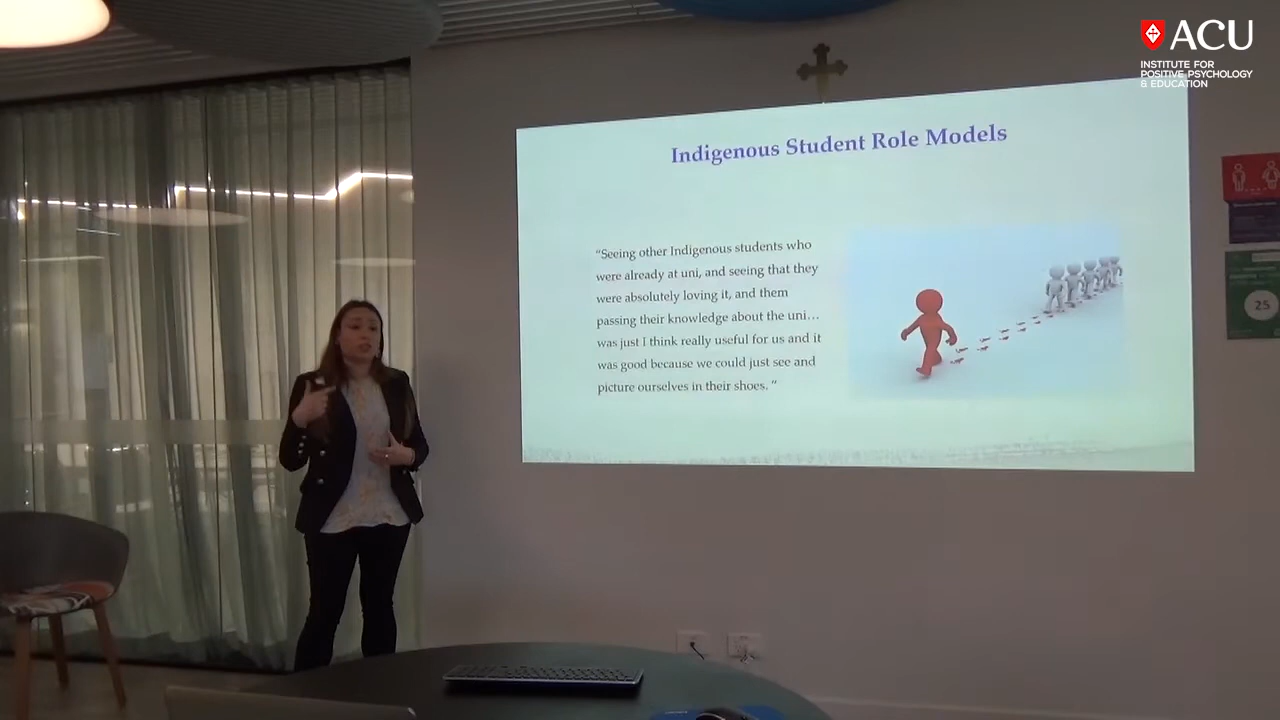 ACU
INSTITUTE FOR
POSITIVE PSYCHOLOGY
& EDUCATION
Indigenous Student Role Models
“Seeing other Indigenous students who
were already at uni, and seeing that they
were absolutely loving it, and them
passing their knowledge about the uni…
was just I think really useful for us and it
was good because we could just see and
picture ourselves in their shoes. ”
25